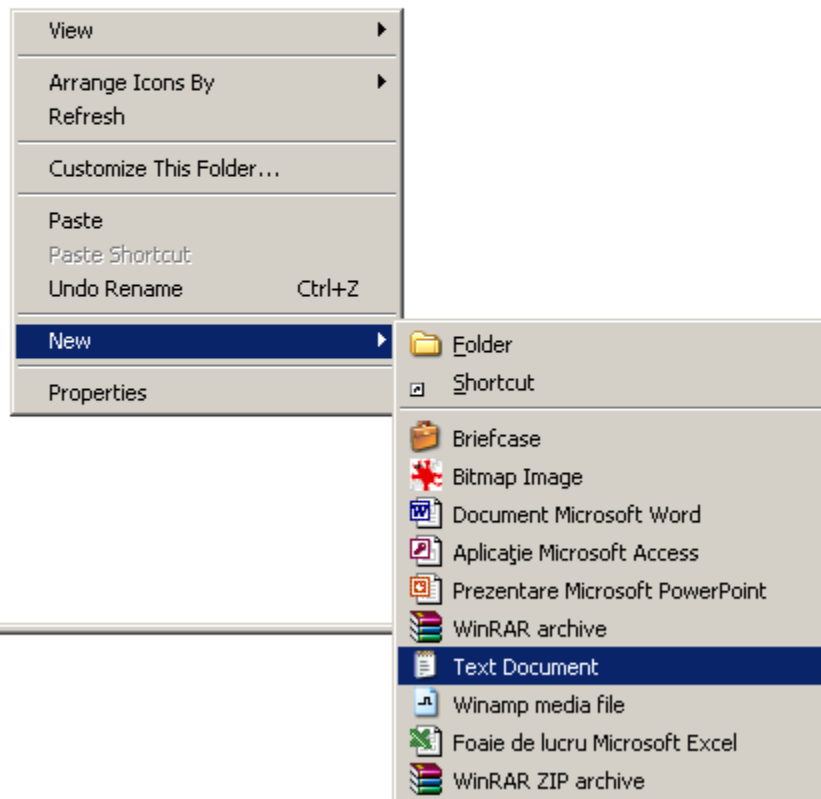 View
Arrange Icons By
Refresh
Customize This Folder...
Paste
Paste Shortcut
Undo Rename Ctrl+Z
New
Properties
Folder
Shortcut
Briefcase
Bitmap Image
Document Microsoft Word
Aplicaţie Microsoft Access
Prezentare Microsoft PowerPoint
WinRAR archive
Text Document
Winamp media file
Foaie de lucru Microsoft Excel
WinRAR ZIP archive